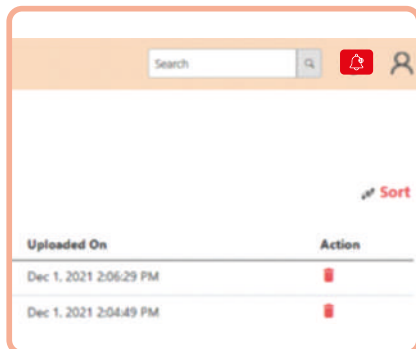 Search
Sort
Uploaded On Action
Dec 1, 2021 2:06:29 PM
Dec 1, 2021 2:04:49 PM